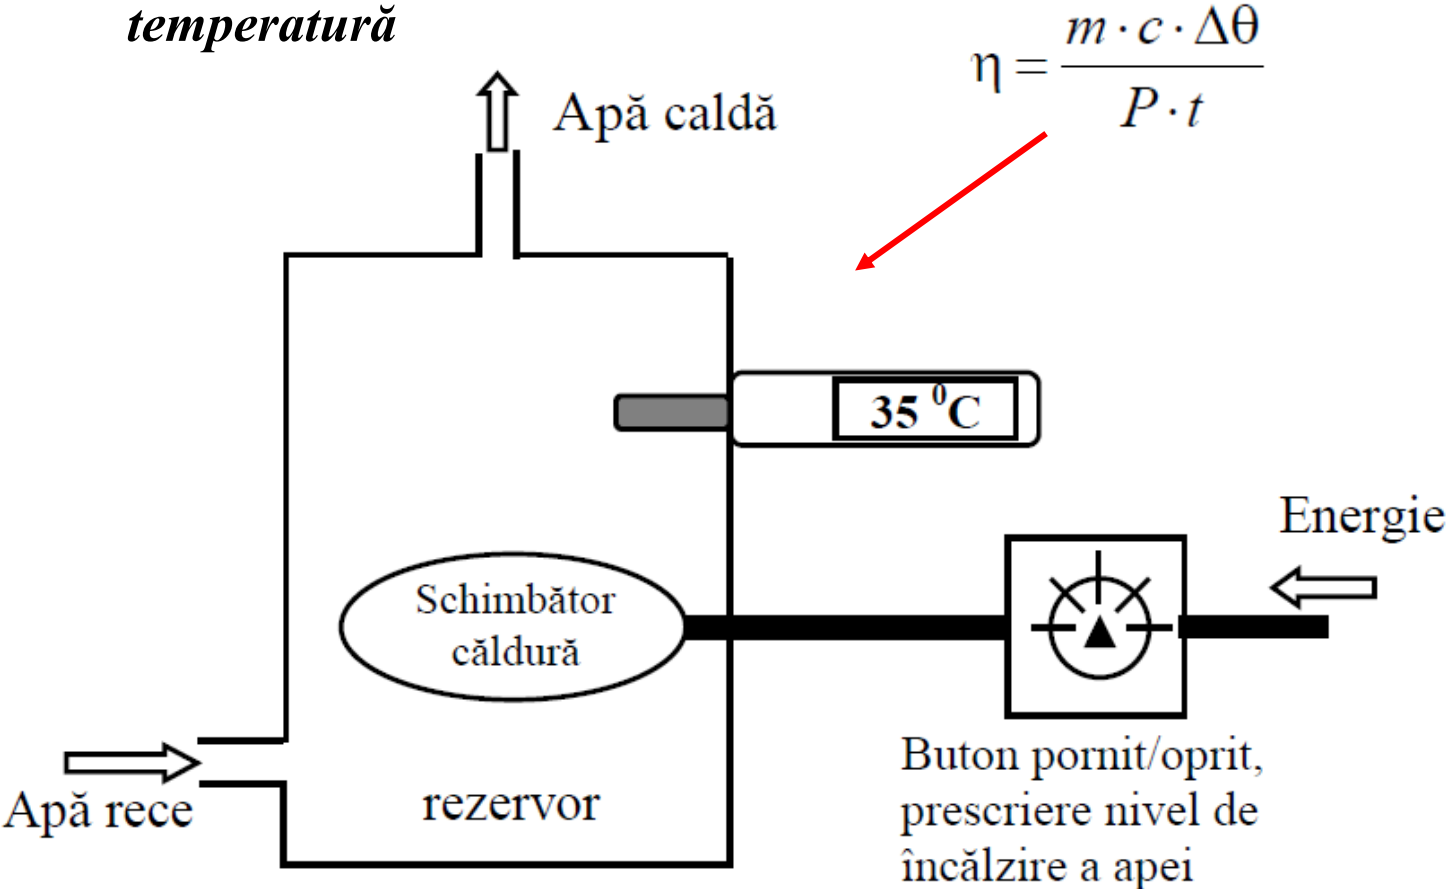 temperatură
η = m · c · Δθ / P · t
Apă caldă
35 ⁰C
Energie
Schimbător
căldură
Buton pornit/oprit,
prescriere nivel de
încălzire a apei
Apă rece
rezervor